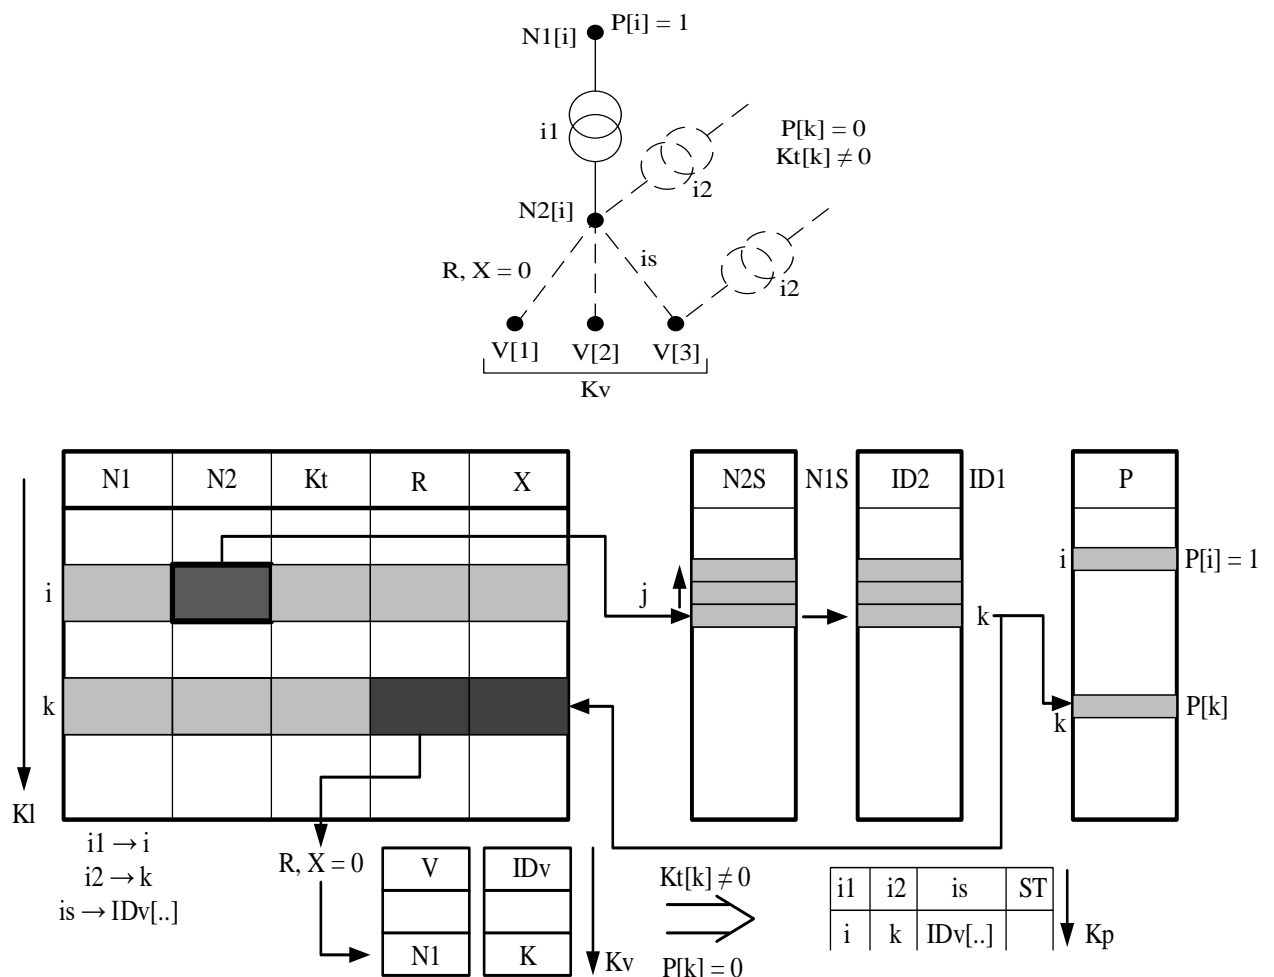 P[i] = 1
N1[i]
i1
P[k] = 0
Kt[k] ≠ 0
i2
N2[i]
is
R, X = 0
i2
V[1] V[2] V[3]
Kv
N1 N2 Kt R X N2S N1S ID2 ID1 P
i P[i] = 1
i j k
k k P[k]
Kl
i1 → i
i2 → k
is → IDv[..]
R, X = 0
V IDv
N1 K
Kv
Kt[k] ≠ 0
P[k] = 0
i1 i2 is ST
i k IDv[..]
Kp